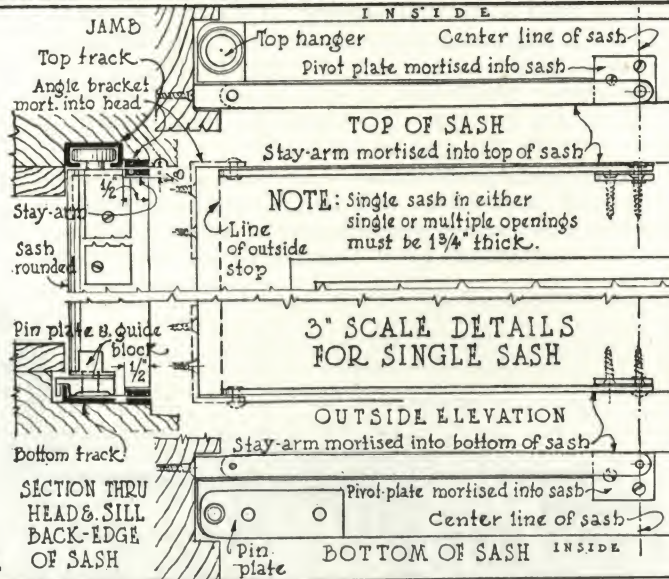 INSIDE
JAMB
Top track
Angle bracket
mort. into head
Top hanger
Center line of sash
Pivot plate mortised into sash
TOP OF SASH
Stay-arm mortised into top of sash
1/2"
1/8
Stay-arm
Sash
rounded
Line
of outside
stop
NOTE: Single sash in either
single or multiple openings
must be 1 3/4" thick.
Pin plate & guide
block
1/2"
3" SCALE DETAILS
FOR SINGLE SASH
OUTSIDE ELEVATION
Stay-arm mortised into bottom of sash
Bottom track
SECTION THRU
HEAD & SILL
BACK-EDGE
OF SASH
Pivot-plate mortised into sash
Center line of sash
Pin
plate
BOTTOM OF SASH
INSIDE